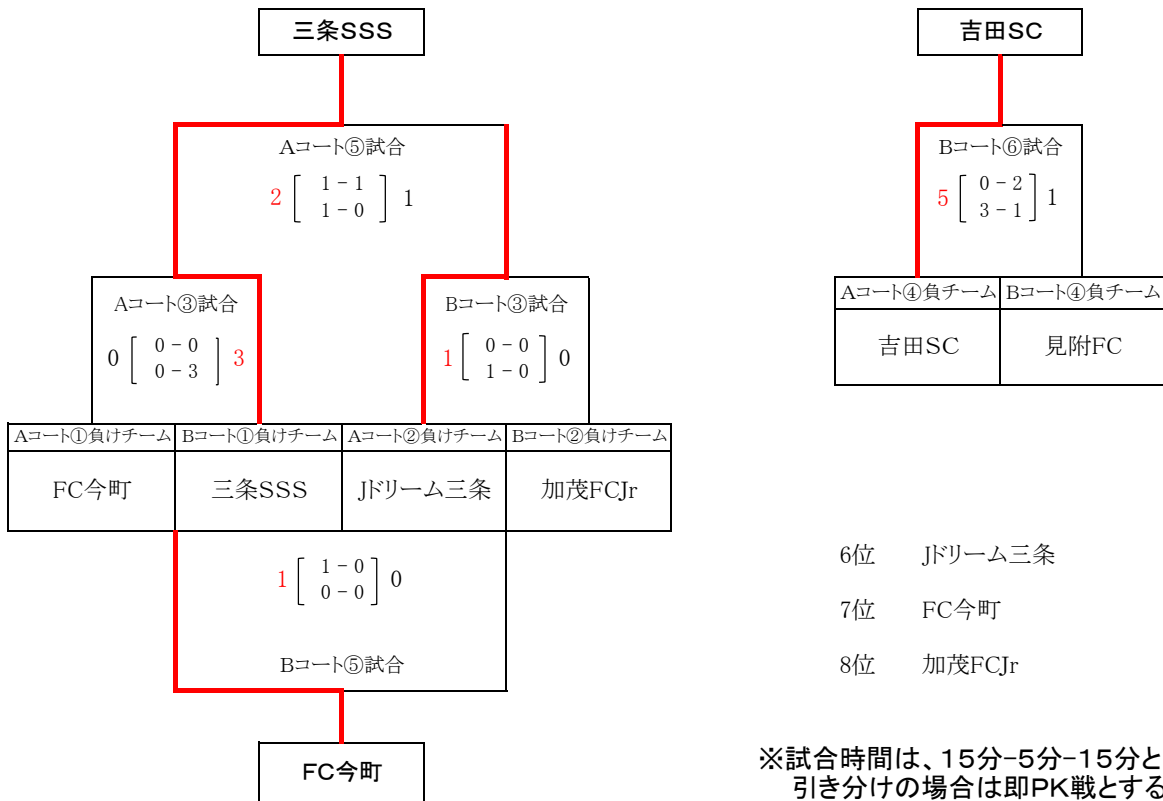 三条SSS
吉田SC
Aコート⑤試合
2 [ 1-1 ] 1
1-0
Bコート⑥試合
5 [ 0-2 ] 1
3-1
Aコート③試合
0 [ 0-0 ] 3
0-3
Bコート③試合
1 [ 0-0 ] 0
1-0
Aコート④負チーム Bコート④負チーム
吉田SC 見附FC
Aコート①負けチーム Bコート①負けチーム Aコート②負けチーム Bコート②負けチーム
FC今町 三条SSS Jドリーム三条 加茂FCJr
1 [ 1-0 ] 0
0-0
Bコート⑤試合
FC今町
6位 Jドリーム三条
7位 FC今町
8位 加茂FCJr
※試合時間は、15分-5分-15分と
引き分けの場合は即PK戦とする